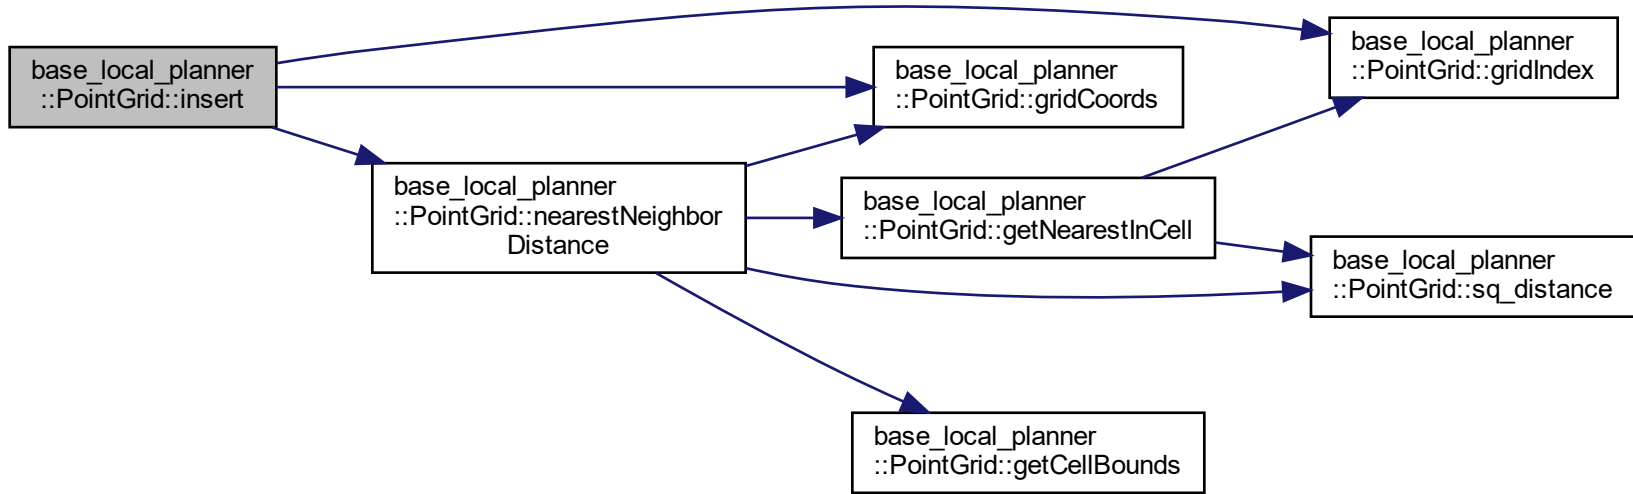 base_local_planner
::PointGrid::insert
base_local_planner
::PointGrid::nearestNeighbor
Distance
base_local_planner
::PointGrid::gridCoords
base_local_planner
::PointGrid::getNearestInCell
base_local_planner
::PointGrid::getCellBounds
base_local_planner
::PointGrid::gridIndex
base_local_planner
::PointGrid::sq_distance